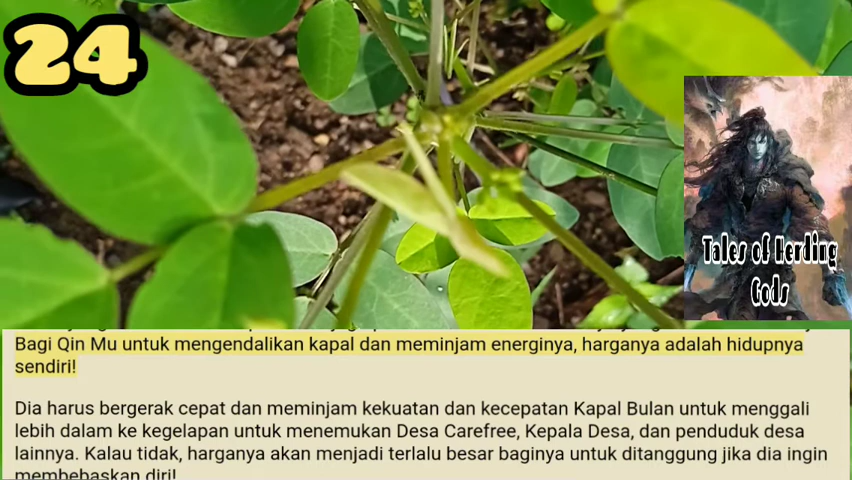 24
Tales of Herding
Gods
Bagi Qin Mu untuk mengendalikan kapal dan meminjam energinya, harganya adalah hidupnya
sendiri!
Dia harus bergerak cepat dan meminjam kekuatan dan kecepatan Kapal Bulan untuk menggali
lebih dalam ke kegelapan untuk menemukan Desa Carefree, Kepala Desa, dan penduduk desa
lainnya. Kalau tidak, harganya akan menjadi terlalu besar baginya untuk ditanggung jika dia ingin
membebaskan diri!